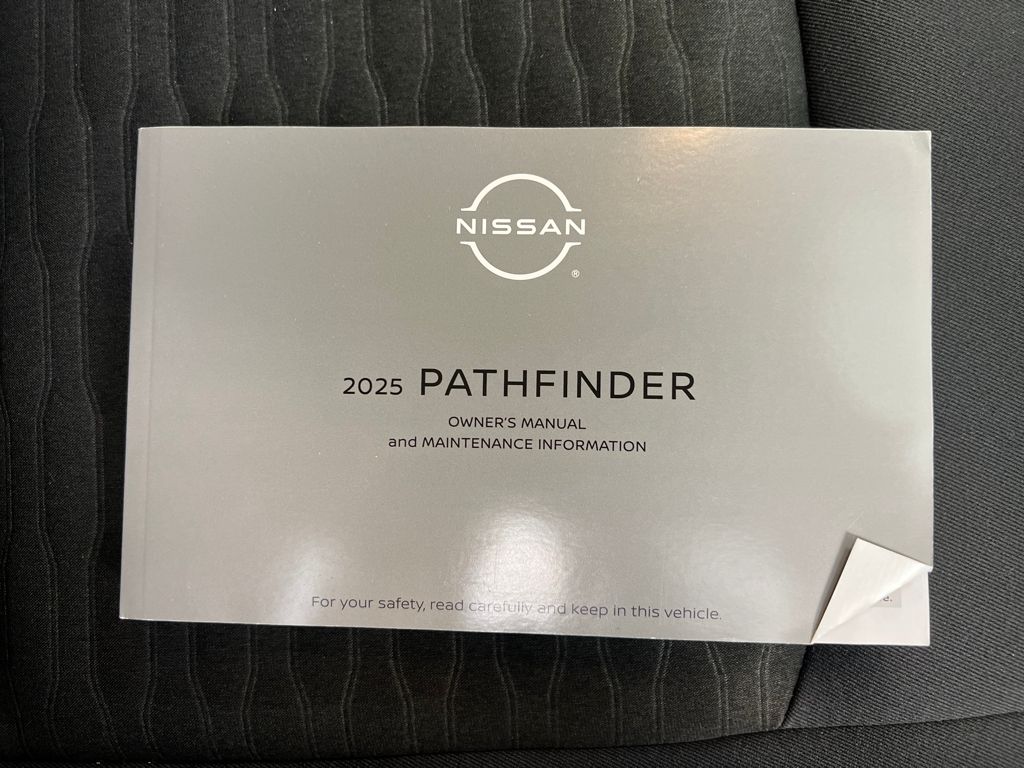 NISSAN
®
2025 PATHFINDER
OWNER'S MANUAL
and MAINTENANCE INFORMATION
For your safety, read carefully and keep in this vehicle.
e.